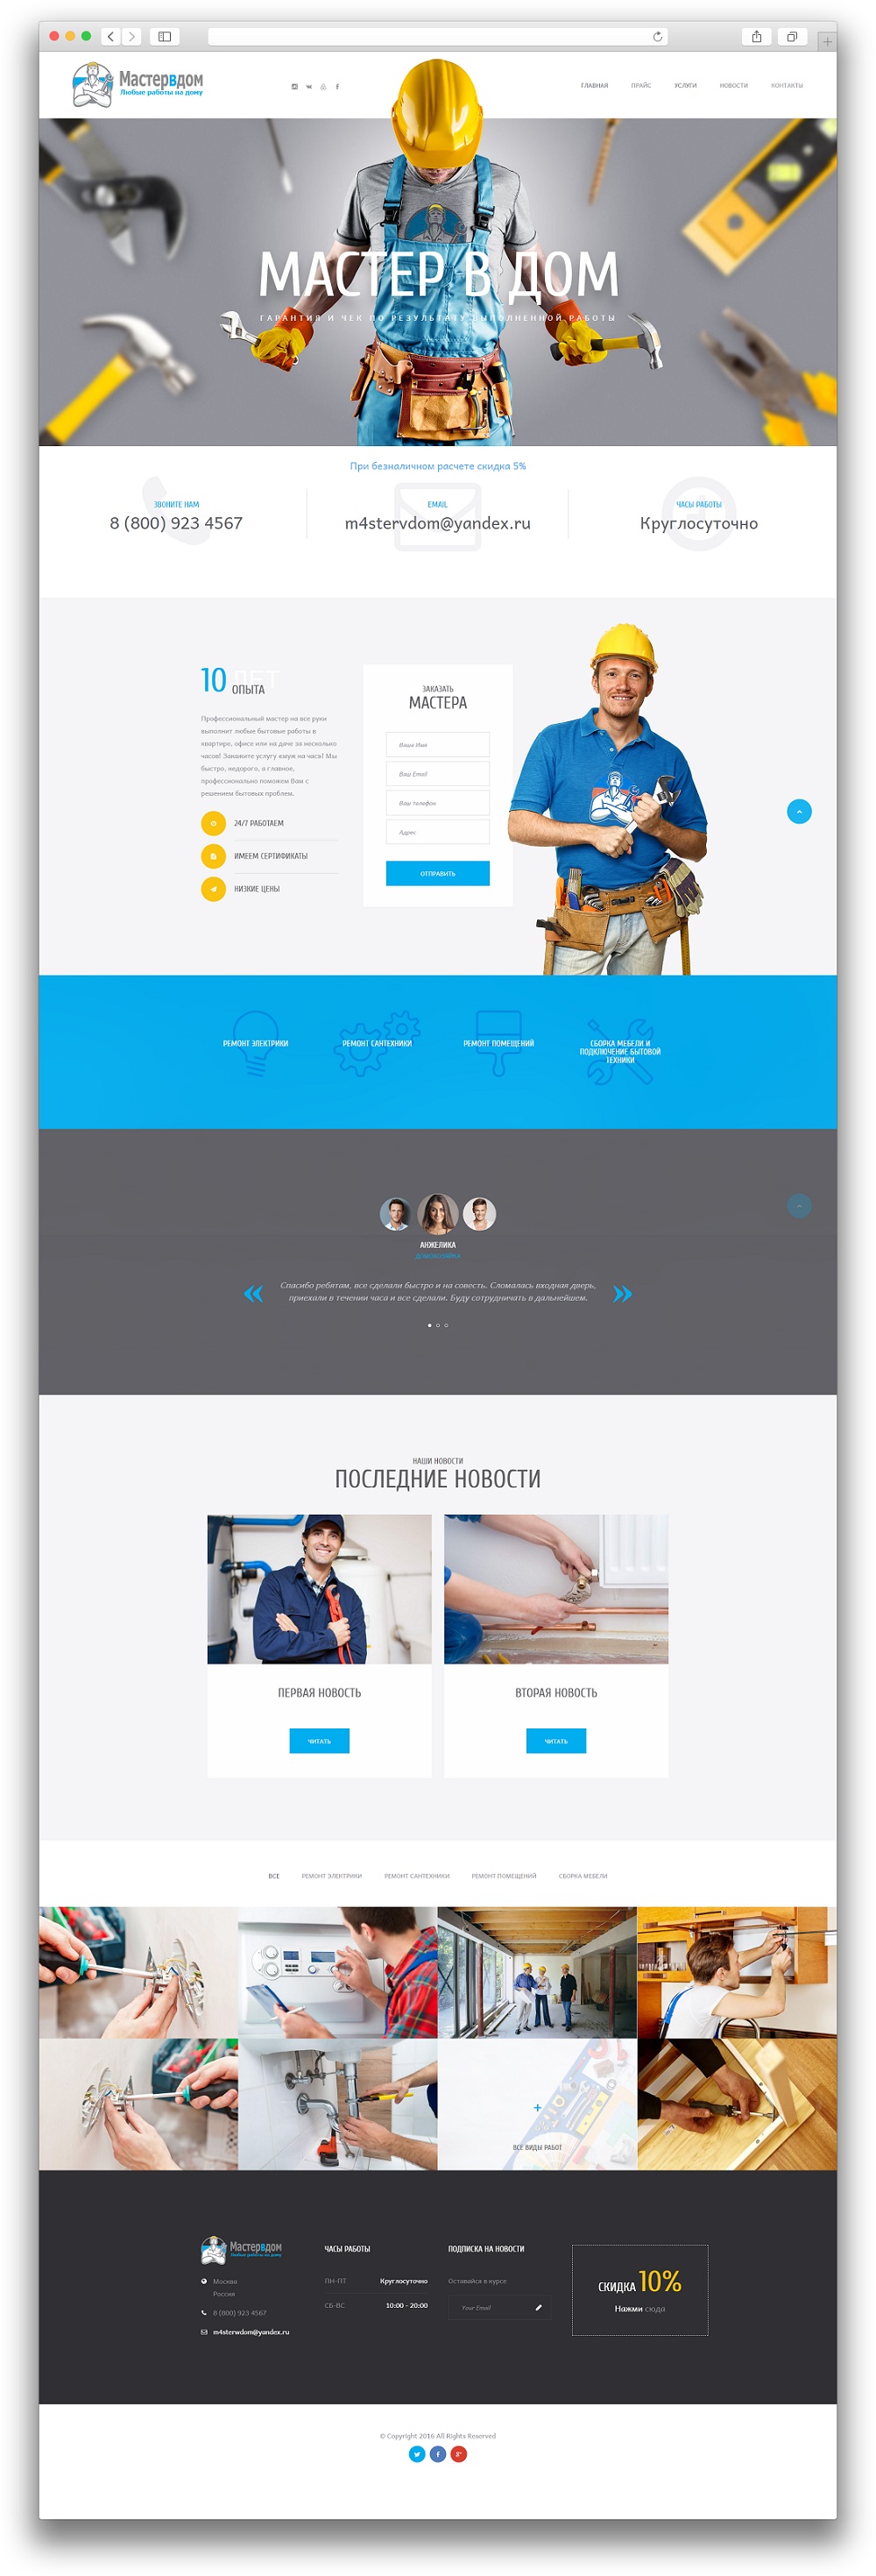 Мастервдом
Любые работы на дому
ГЛАВНАЯ
ПРАЙС
УСЛУГИ
НОВОСТИ
КОНТАКТЫ
МАСТЕР В ДОМ
ГАРАНТИЯ И ЧЕК ПО РЕЗУЛЬТАТУ ВЫПОЛНЕННОЙ РАБОТЫ
При безналичном расчете скидка 5%
ЗВОНИТЕ НАМ
8 (800) 923 4567
EMAIL
m4stervdom@yandex.ru
ЧАСЫ РАБОТЫ
Круглосуточно
10 ЛЕТ
ОПЫТА
Профессиональный мастер на все руки
выполнит любые бытовые работы в
квартире, офисе или на даче за несколько
часов! Закажите услугу «муж на час»! Мы
быстро, недорого, а главное,
профессионально поможем Вам с
решением бытовых проблем.
24/7 РАБОТАЕМ
ИМЕЕМ СЕРТИФИКАТЫ
НИЗКИЕ ЦЕНЫ
ЗАКАЗАТЬ
МАСТЕРА
Ваше Имя
Ваш Email
Ваш телефон
Адрес
ОТПРАВИТЬ
РЕМОНТ ЭЛЕКТРИКИ
РЕМОНТ САНТЕХНИКИ
РЕМОНТ ПОМЕЩЕНИЙ
СБОРКА МЕБЕЛИ И
ПОДКЛЮЧЕНИЕ БЫТОВОЙ
ТЕХНИКИ
АНЖЕЛИКА
ДОМОХОЗЯЙКА
Спасибо ребятам, все сделали быстро и на совесть. Сломалась входная дверь,
приехали в течении часа и все сделали. Буду сотрудничать в дальнейшем.
НАШИ НОВОСТИ
ПОСЛЕДНИЕ НОВОСТИ
ПЕРВАЯ НОВОСТЬ
ЧИТАТЬ
ВТОРАЯ НОВОСТЬ
ЧИТАТЬ
ВСЕ
РЕМОНТ ЭЛЕКТРИКИ
РЕМОНТ САНТЕХНИКИ
РЕМОНТ ПОМЕЩЕНИЙ
СБОРКА МЕБЕЛИ
ВСЕ ВИДЫ РАБОТ
Мастервдом
Любые работы на дому
Москва
Россия
8 (800) 923 4567
m4sterwdom@yandex.ru
ЧАСЫ РАБОТЫ
ПН-ПТ Круглосуточно
СБ-ВС 10:00 - 20:00
ПОДПИСКА НА НОВОСТИ
Оставайся в курсе
Your Email
СКИДКА 10%
Нажми сюда
© Copyright 2016 All Rights Reserved